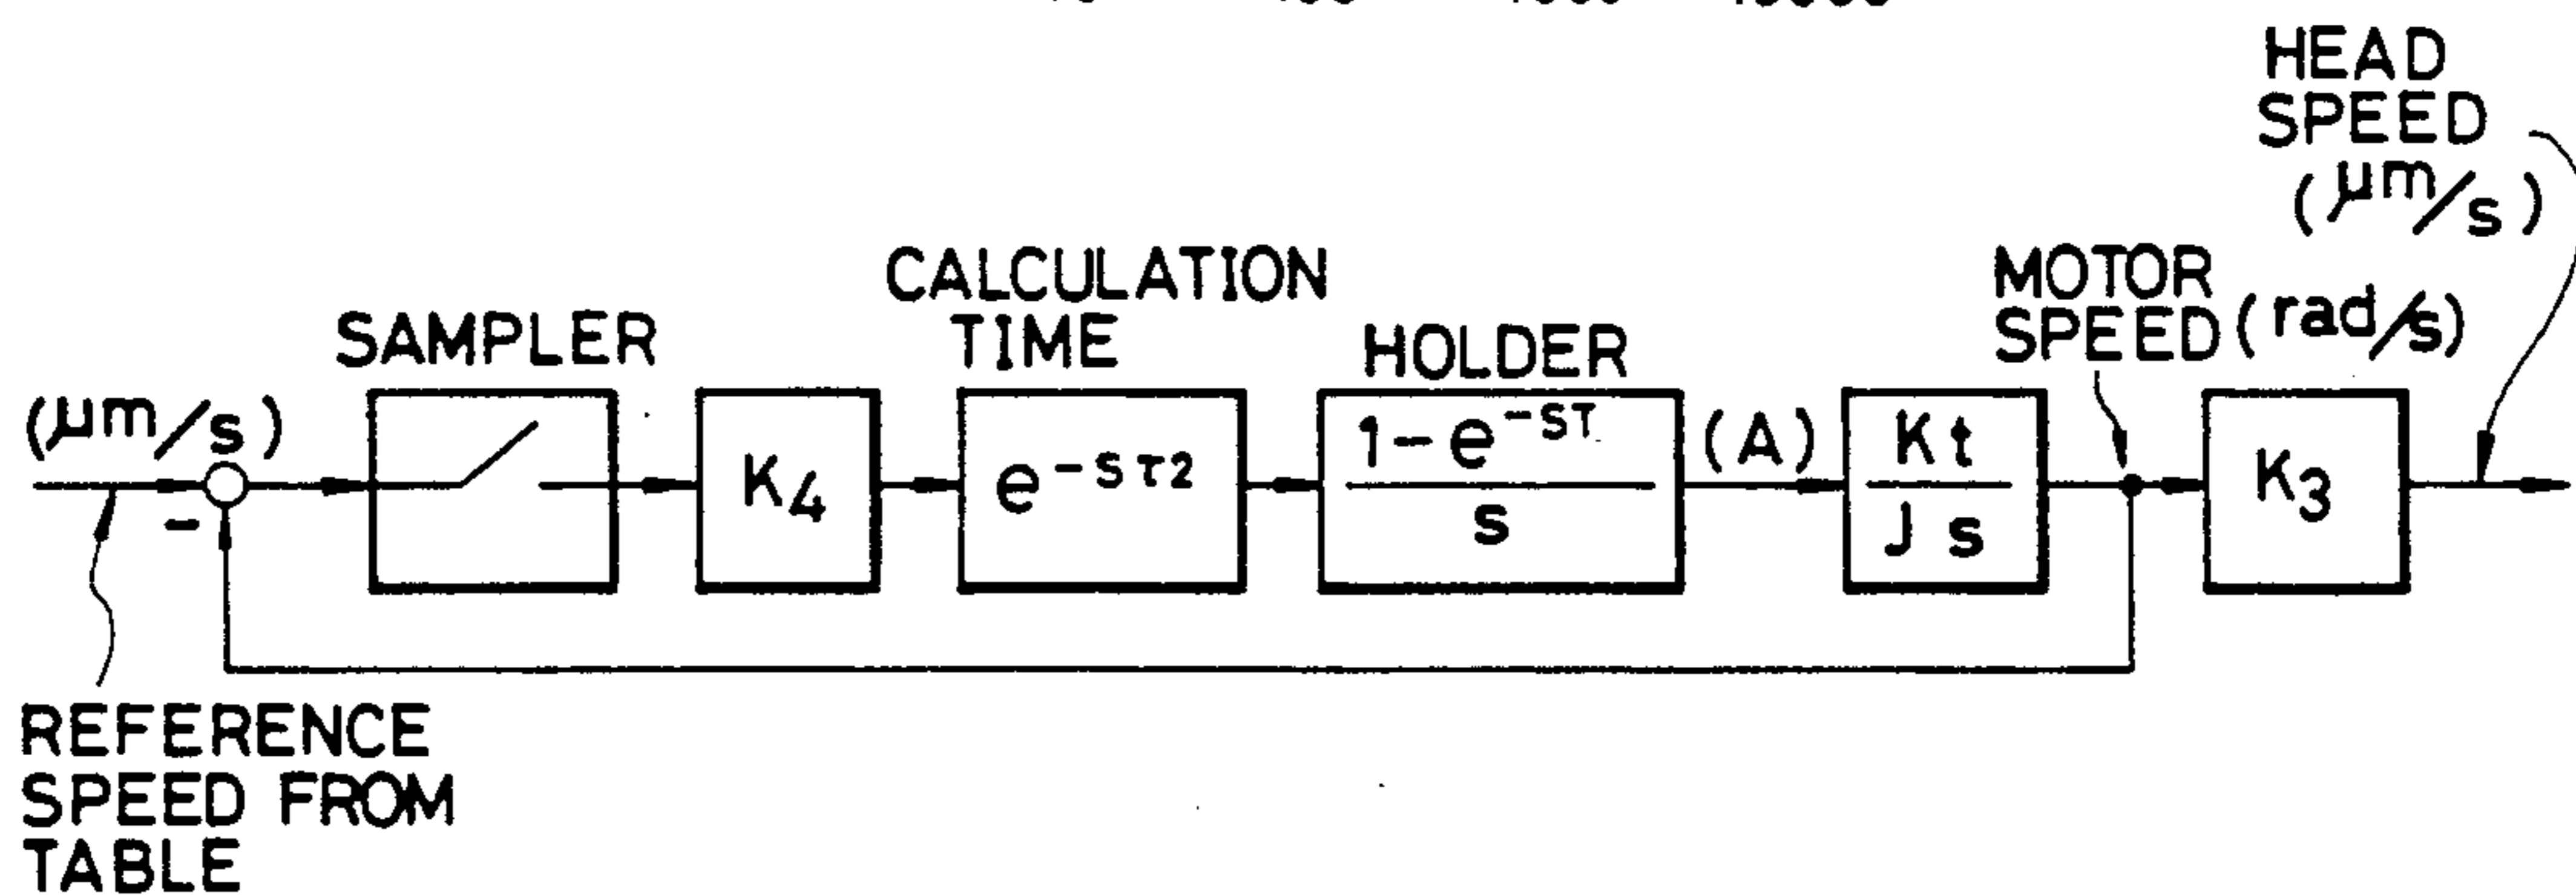 HEAD
SPEED
(μm/s)
CALCULATION
TIME
MOTOR
SPEED (rad/s)
SAMPLER
HOLDER
(μm/s)
-
K4
e^-sτ2
1-e^-sτ
s
(A)
Kt
Js
K3
REFERENCE
SPEED FROM
TABLE